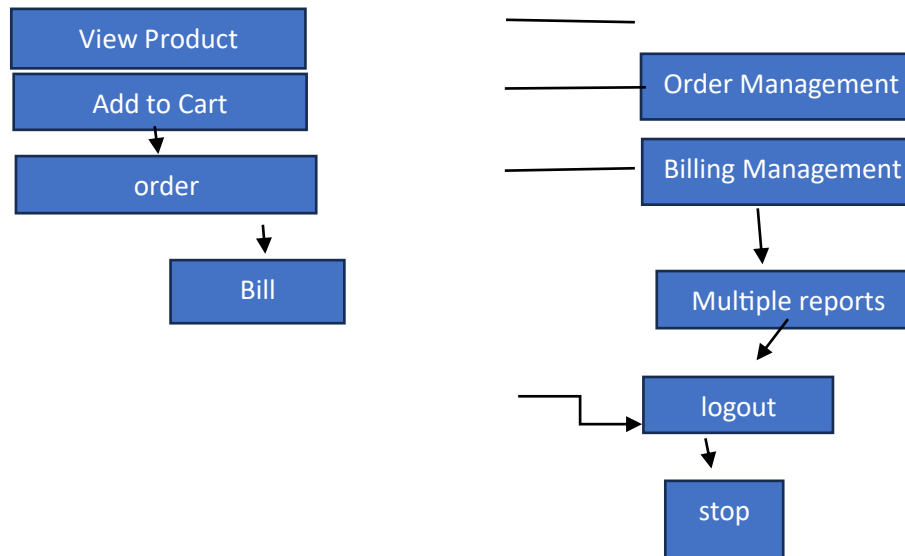 View Product
Add to Cart
order
Bill
Order Management
Billing Management
Multiple reports
logout
stop